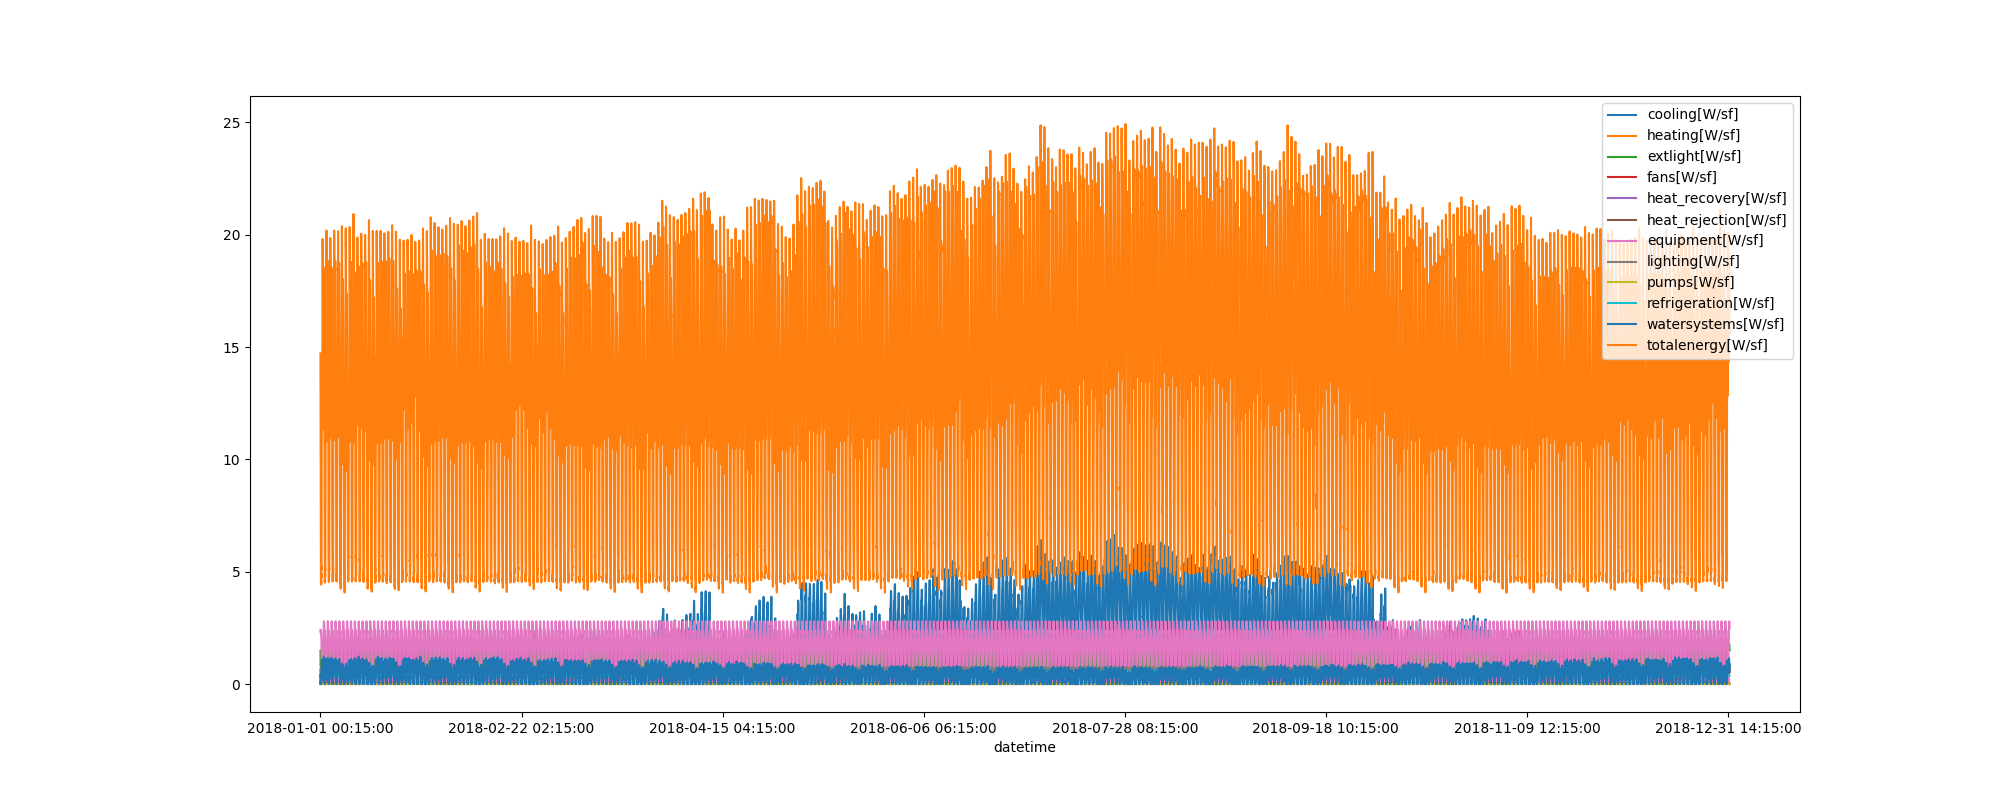 25
20
15
10
5
0
cooling[W/sf]
heating[W/sf]
extlight[W/sf]
fans[W/sf]
heat_recovery[W/sf]
heat_rejection[W/sf]
equipment[W/sf]
lighting[W/sf]
pumps[W/sf]
refrigeration[W/sf]
watersystems[W/sf]
totalenergy[W/sf]
2018-01-01 00:15:00 2018-02-22 02:15:00 2018-04-15 04:15:00 2018-06-06 06:15:00 2018-07-28 08:15:00 2018-09-18 10:15:00 2018-11-09 12:15:00 2018-12-31 14:15:00
datetime